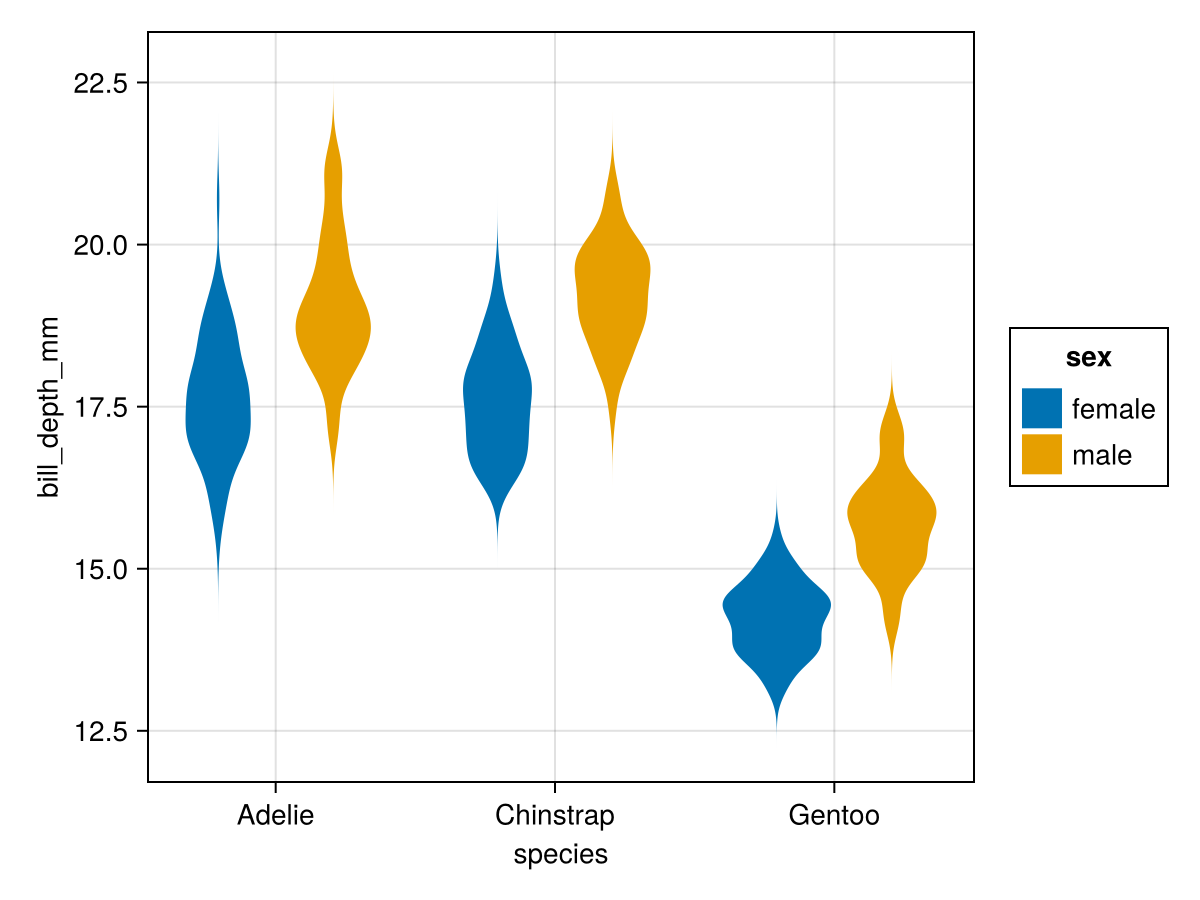 22.5
20.0
17.5
15.0
12.5
bill_depth_mm
Adelie
Chinstrap
Gentoo
species
sex
female
male